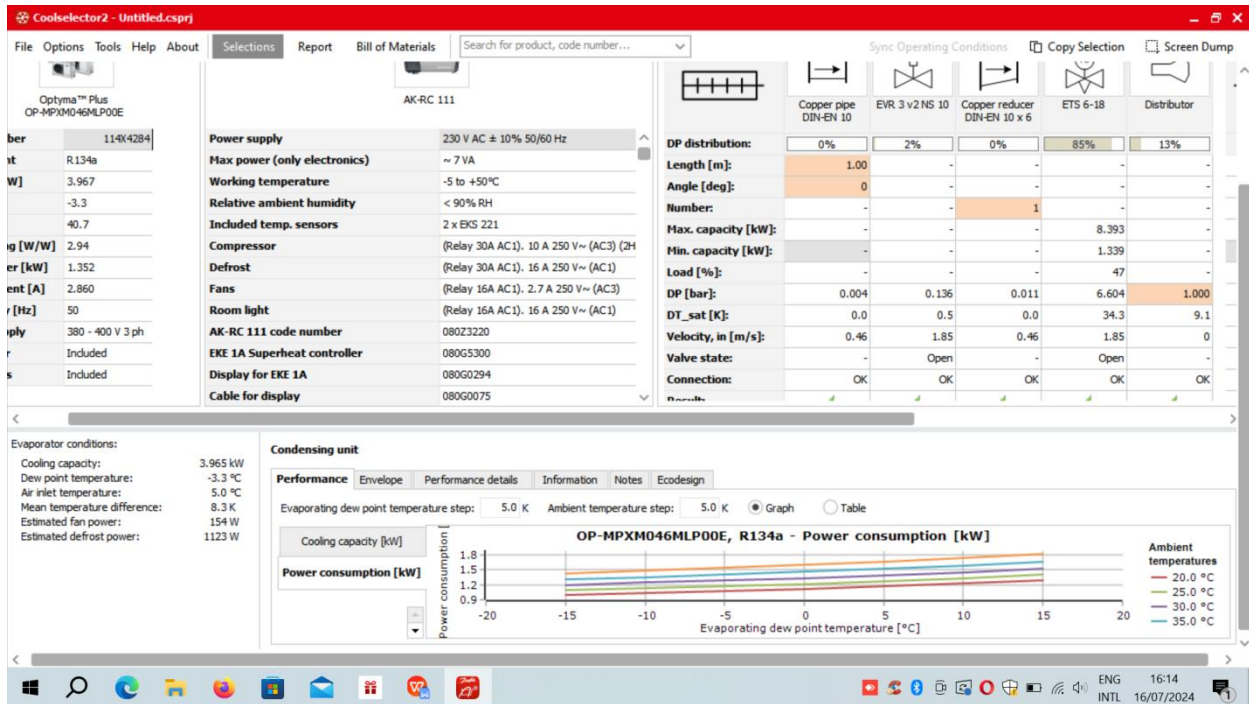 Coolselector2 - Untitled.csprj
File Options Tools Help About Selections Report Bill of Materials Search for product, code number... Sync Operating Conditions Copy Selection Screen Dump
Optyma™ Plus
OP-MPXM046MLP00E
AK-RC 111
Copper pipe
DIN-EN 10
EVR 3 v2 NS 10
Copper reducer
DIN-EN 10 x 6
ETS 6-18
Distributor
ber 114X4284
nt R134a
W] 3.967
-3.3
40.7
ng [W/W] 2.94
er [kW] 1.352
ent [A] 2.860
y [Hz] 50
pply 380 - 400 V 3 ph
r Included
s Included
Power supply 230 V AC ± 10% 50/60 Hz
Max power (only electronics) ~ 7 VA
Working temperature -5 to +50°C
Relative ambient humidity < 90% RH
Included temp. sensors 2 x EKS 221
Compressor (Relay 30A AC1). 10 A 250 V~ (AC3) (2H
Defrost (Relay 30A AC1). 16 A 250 V~ (AC1)
Fans (Relay 16A AC1). 2.7 A 250 V~ (AC3)
Room light (Relay 16A AC1). 16 A 250 V~ (AC1)
AK-RC 111 code number 080Z3220
EKE 1A Superheat controller 080G5300
Display for EKE 1A 080G0294
Cable for display 080G0075
DP distribution: 0% 2% 0% 85% 13%
Length [m]: 1.00 - - - -
Angle [deg]: 0 - - - -
Number: - - 1 - -
Max. capacity [kW]: - - - 8.393 -
Min. capacity [kW]: - - - 1.339 -
Load [%]: - - - 47 -
DP [bar]: 0.004 0.136 0.011 6.604 1.000
DT_sat [K]: 0.0 0.5 0.0 34.3 9.1
Velocity, in [m/s]: 0.46 1.85 0.46 1.85 0
Valve state: - Open - Open -
Connection: OK OK OK OK OK
Result:
Evaporator conditions:
Cooling capacity: 3.965 kW
Dew point temperature: -3.3 °C
Air inlet temperature: 5.0 °C
Mean temperature difference: 8.3 K
Estimated fan power: 154 W
Estimated defrost power: 1123 W
Condensing unit
Performance Envelope Performance details Information Notes Ecodesign
Evaporating dew point temperature step: 5.0 K Ambient temperature step: 5.0 K Graph Table
Cooling capacity [kW]
Power consumption [kW]
OP-MPXM046MLP00E, R134a - Power consumption [kW]
Power consumption [
1.8
1.5
1.2
0.9
-20 -15 -10 -5 0 5 10 15 20
Evaporating dew point temperature [°C]
Ambient
temperatures
20.0 °C
25.0 °C
30.0 °C
35.0 °C
ENG
INTL
16:14
16/07/2024
1